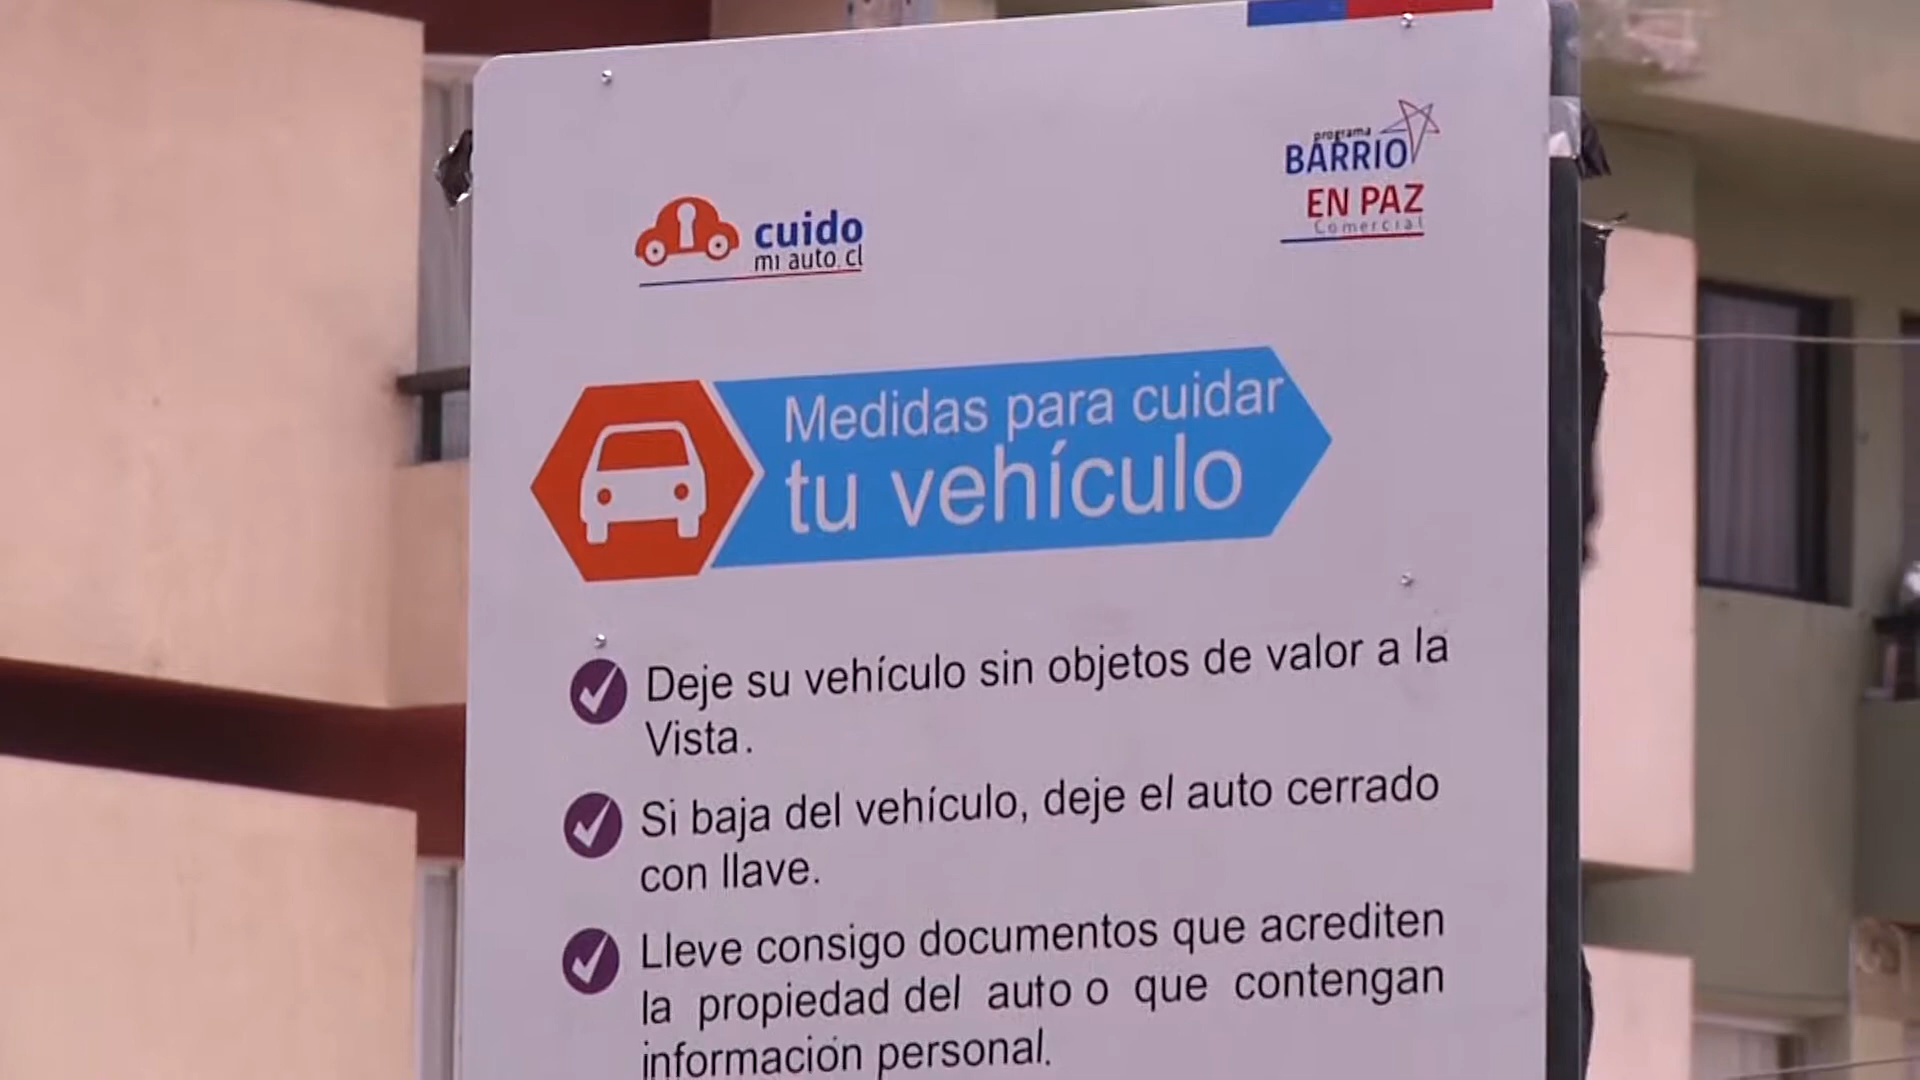 programa
BARRIO
EN PAZ
Comercial
cuido
mi auto.cl
Medidas para cuidar
tu vehículo
Deje su vehículo sin objetos de valor a la
Vista.
Si baja del vehículo, deje el auto cerrado
con llave.
Lleve consigo documentos que acrediten
la propiedad del auto o que contengan
información personal.